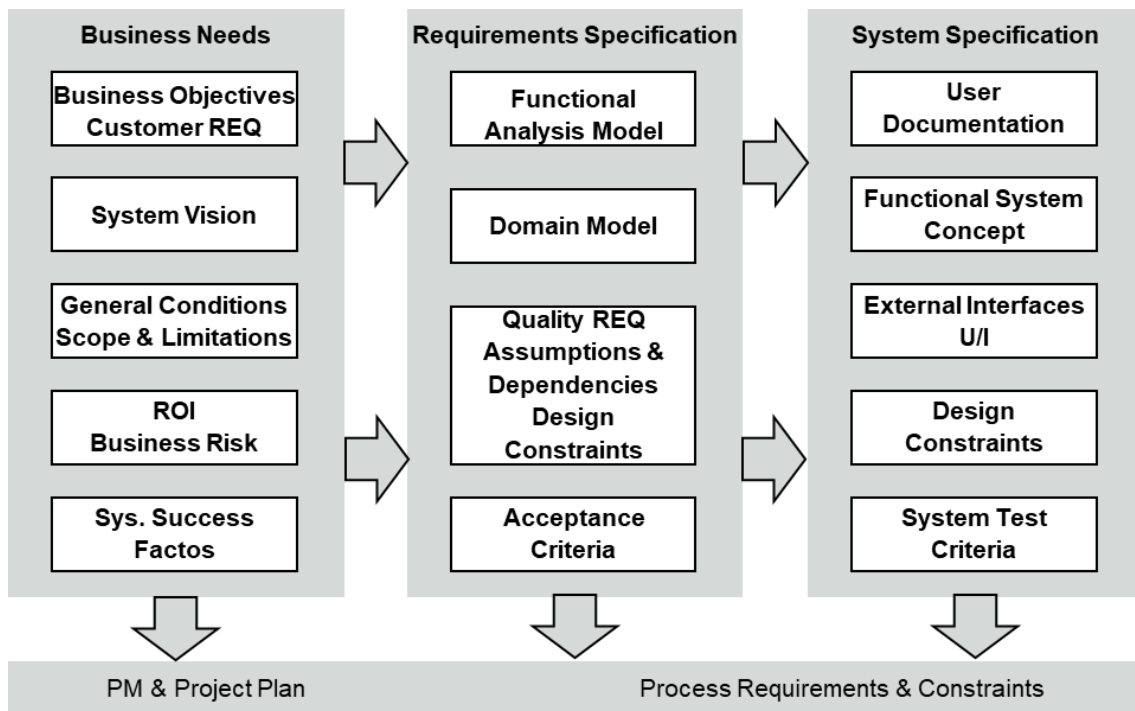 Business Needs
Business Objectives
Customer REQ
System Vision
General Conditions
Scope & Limitations
ROI
Business Risk
Sys. Success
Factos
Requirements Specification
Functional
Analysis Model
Domain Model
Quality REQ
Assumptions &
Dependencies
Design
Constraints
Acceptance
Criteria
System Specification
User
Documentation
Functional System
Concept
External Interfaces
U/I
Design
Constraints
System Test
Criteria
PM & Project Plan
Process Requirements & Constraints